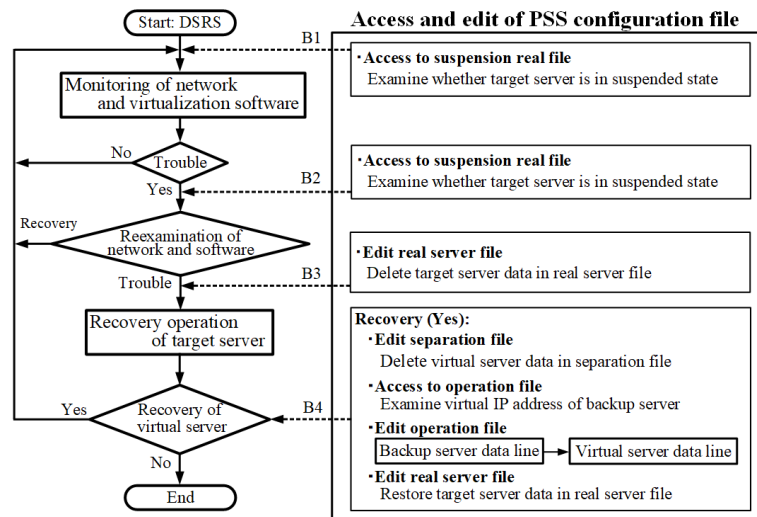 Start: DSRS
Monitoring of network
and virtualization software
No
Trouble
Yes
Recovery
Reexamination of
network and software
Trouble
Recovery operation
of target server
Yes
Recovery of
virtual server
No
End
B1
B2
B3
B4
Access and edit of PSS configuration file
・Access to suspension real file
Examine whether target server is in suspended state
・Access to suspension real file
Examine whether target server is in suspended state
・Edit real server file
Delete target server data in real server file
Recovery (Yes):
・Edit separation file
Delete virtual server data in separation file
・Access to operation file
Examine virtual IP address of backup server
・Edit operation file
Backup server data line
Virtual server data line
・Edit real server file
Restore target server data in real server file